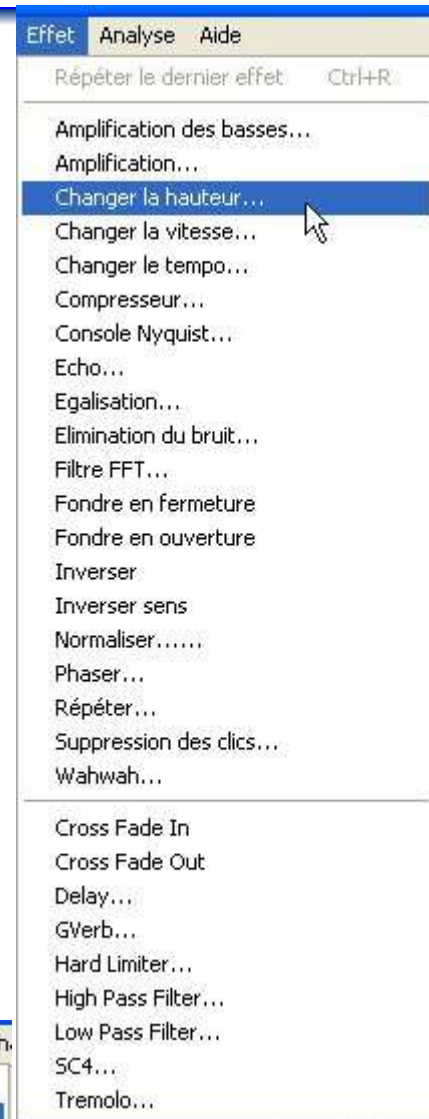 Effet Analyse Aide
Répéter le dernier effet Ctrl+R
Amplification des basses...
Amplification...
Changer la hauteur...
Changer la vitesse...
Changer le tempo...
Compresseur...
Console Nyquist...
Echo...
Egalisation...
Elimination du bruit...
Filtre FFT...
Fondre en fermeture
Fondre en ouverture
Inverser
Inverser sens
Normaliser......
Phaser...
Répéter...
Suppression des clics...
Wahwah...
Cross Fade In
Cross Fade Out
Delay...
GVerb...
Hard Limiter...
High Pass Filter...
Low Pass Filter...
SC4...
Tremolo...